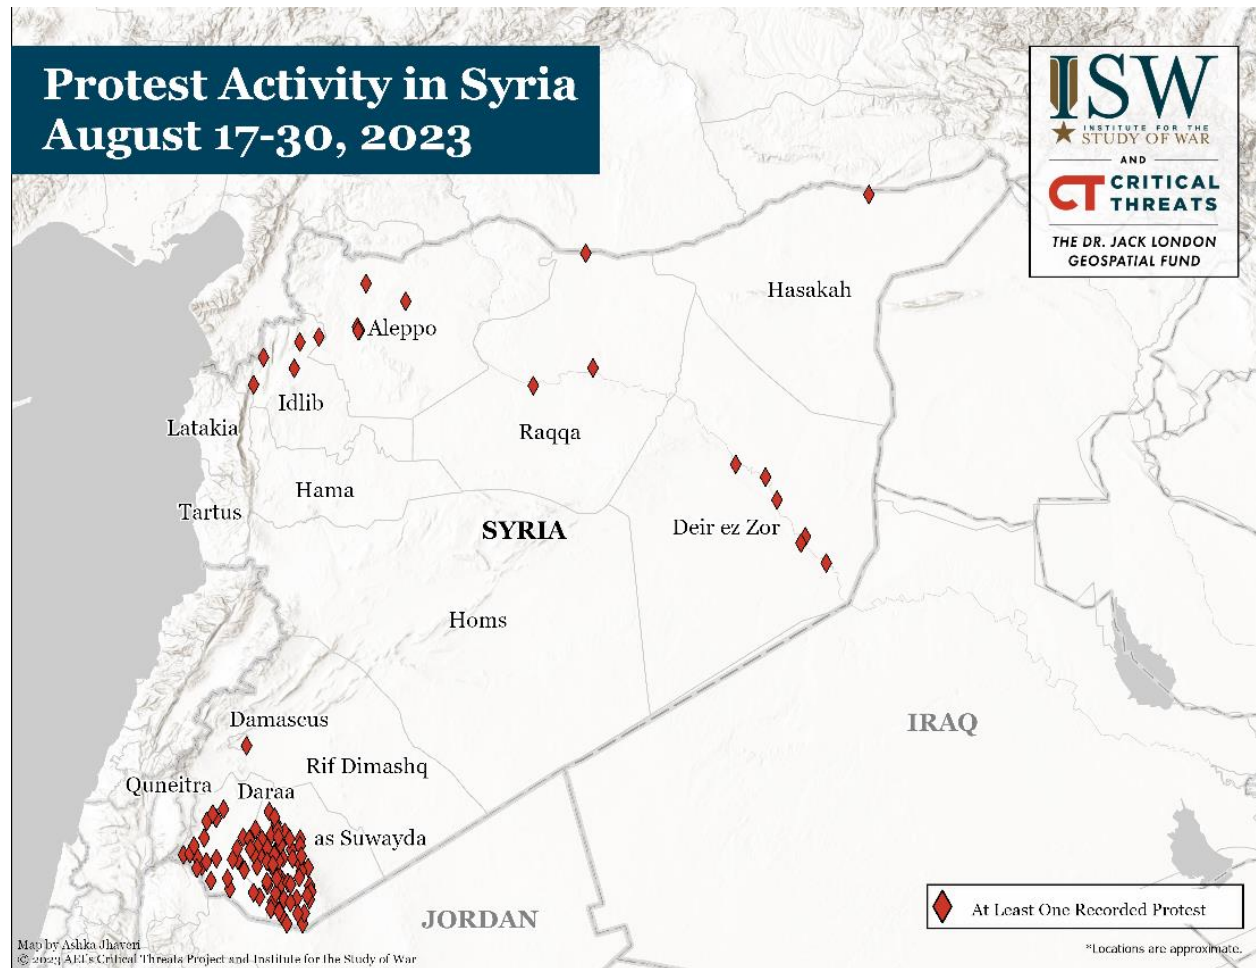 Protest Activity in Syria
August 17-30, 2023
ISW
INSTITUTE FOR THE
STUDY OF WAR
AND
CT CRITICAL
THREATS
THE DR. JACK LONDON
GEOSPATIAL FUND
Hasakah
Aleppo
Idlib
Latakia
Raqqa
Hama
Tartus
SYRIA
Deir ez Zor
Homs
Damascus
IRAQ
Rif Dimashq
Quneitra
Daraa
as Suwayda
JORDAN
At Least One Recorded Protest
*Locations are approximate.
Map by Ashka Jhaveri
© 2023 AEI's Critical Threats Project and Institute for the Study of War